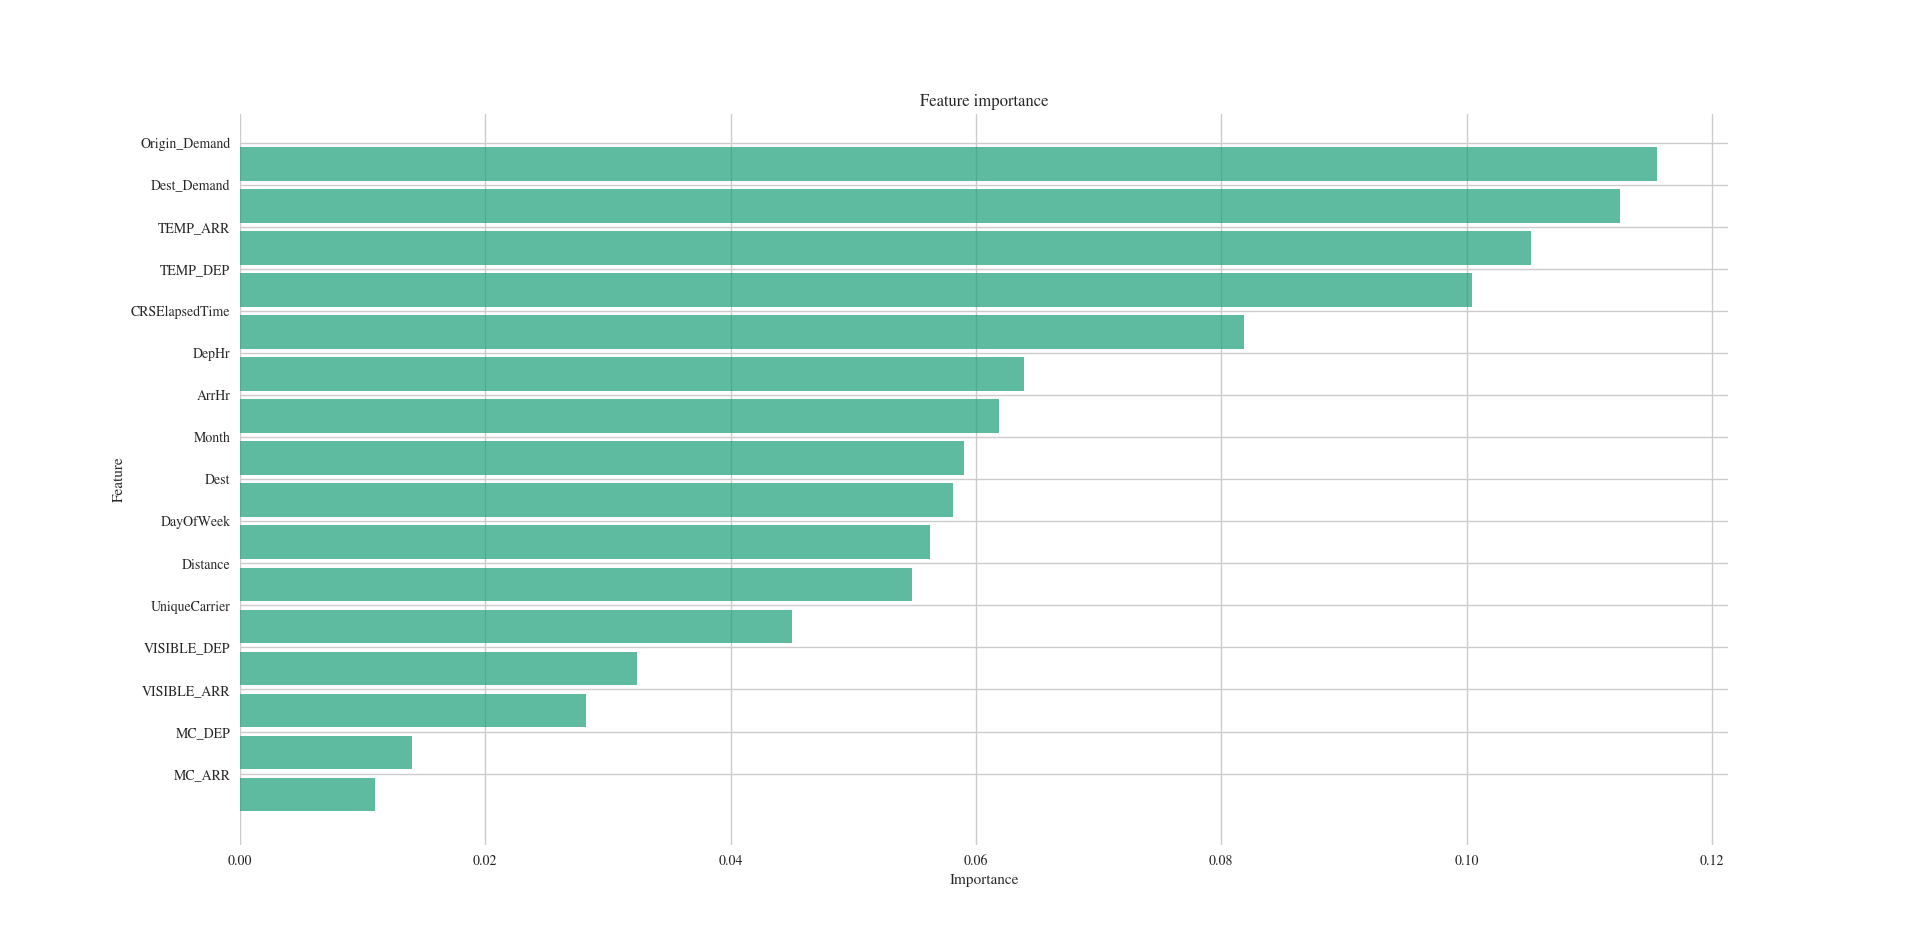 Feature importance
Origin_Demand
Dest_Demand
TEMP_ARR
TEMP_DEP
CRSElapsedTime
DepHr
ArrHr
Month
Dest
DayOfWeek
Distance
UniqueCarrier
VISIBLE_DEP
VISIBLE_ARR
MC_DEP
MC_ARR
Feature
0.00 0.02 0.04 0.06 0.08 0.10 0.12
Importance